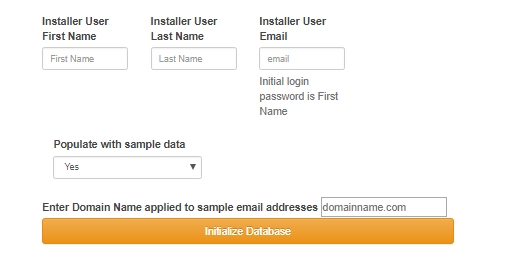 Installer User First Name
Installer User Last Name
Installer User Email
First Name
Last Name
email
Initial login
password is First
Name
Populate with sample data
Yes
Enter Domain Name applied to sample email addresses domainname.com
Initialize Database